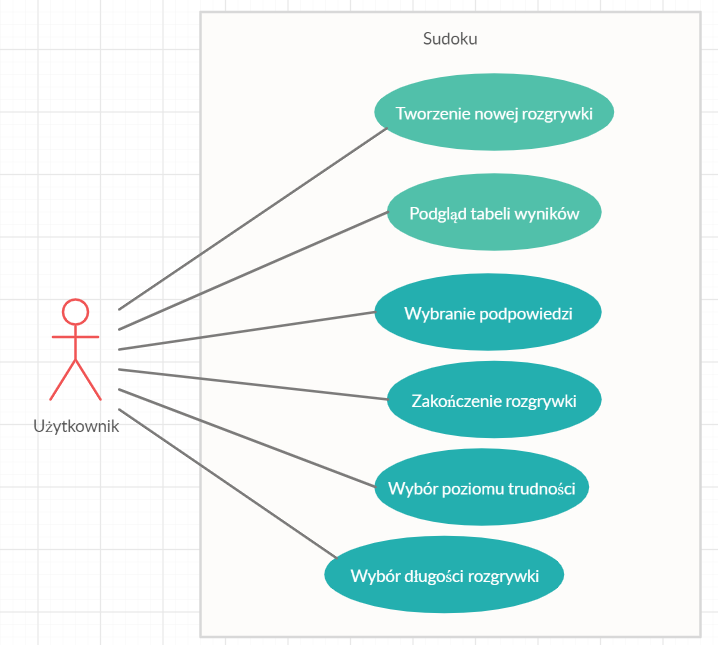 Sudoku
Tworzenie nowej rozgrywki
Podgląd tabeli wyników
Wybranie podpowiedzi
Zakończenie rozgrywki
Użytkownik
Wybór poziomu trudności
Wybór długości rozgrywki